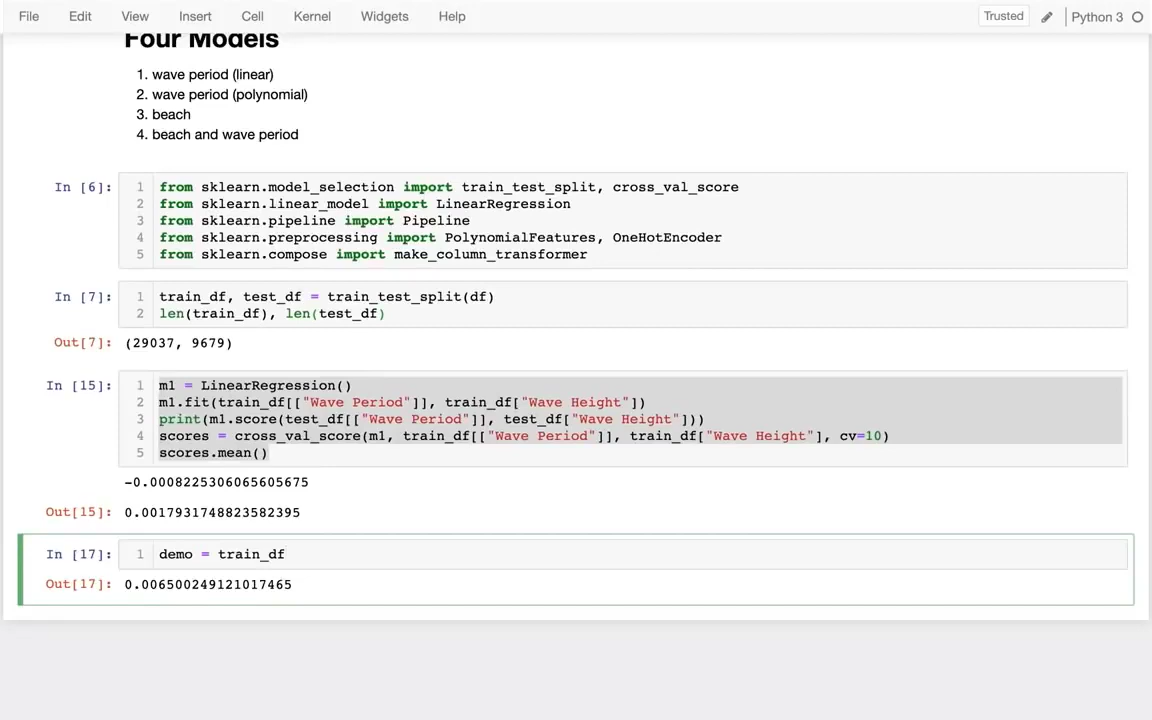 File Edit View Insert Cell Kernel Widgets Help Trusted Python 3
Four Models
1. wave period (linear)
2. wave period (polynomial)
3. beach
4. beach and wave period
In [6]: 1 from sklearn.model_selection import train_test_split, cross_val_score
2 from sklearn.linear_model import LinearRegression
3 from sklearn.pipeline import Pipeline
4 from sklearn.preprocessing import PolynomialFeatures, OneHotEncoder
5 from sklearn.compose import make_column_transformer
In [7]: 1 train_df, test_df = train_test_split(df)
2 len(train_df), len(test_df)
Out[7]: (29037, 9679)
In [15]: 1 m1 = LinearRegression()
2 m1.fit(train_df[["Wave Period"]], train_df["Wave Height"])
3 print(m1.score(test_df[["Wave Period"]], test_df["Wave Height"]))
4 scores = cross_val_score(m1, train_df[["Wave Period"]], train_df["Wave Height"], cv=10)
5 scores.mean()
-0.0008225306065605675
Out[15]: 0.0017931748823582395
In [17]: 1 demo = train_df
Out[17]: 0.006500249121017465